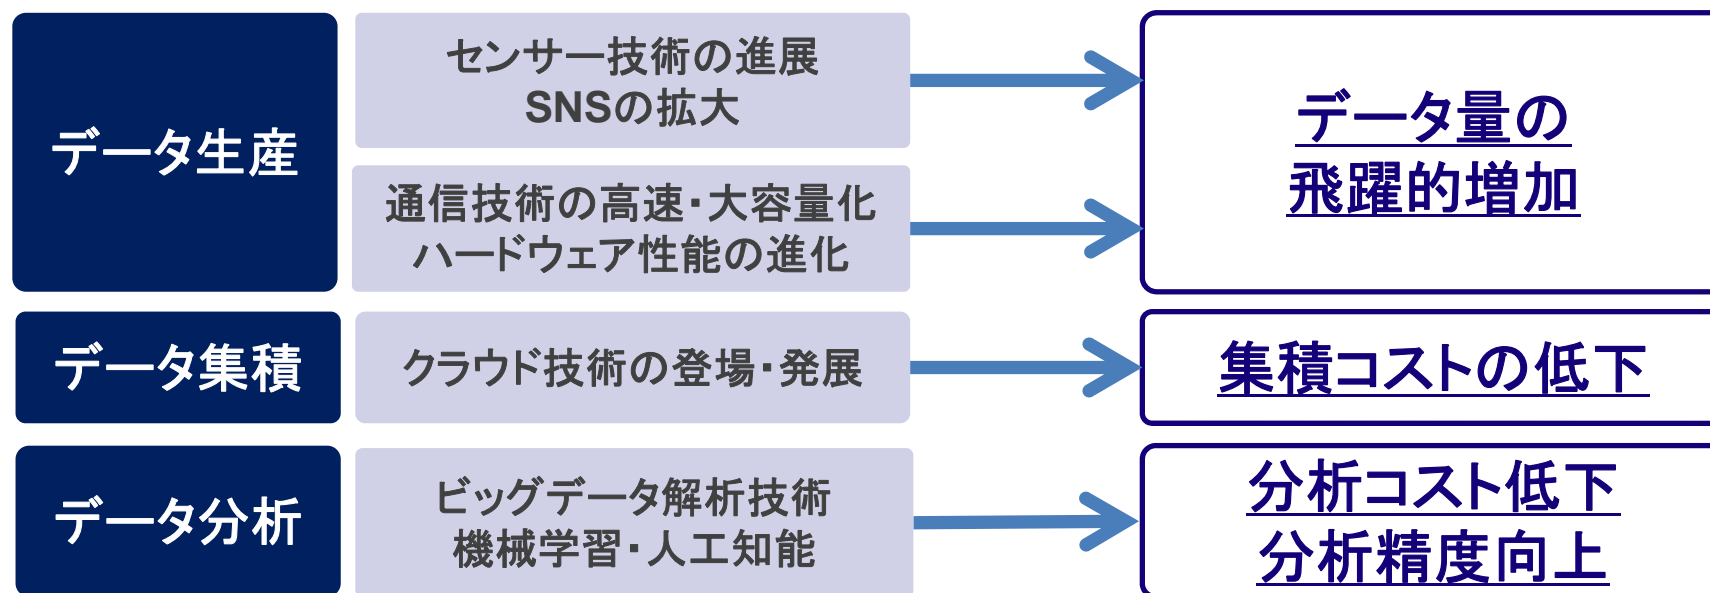 データ生産
センサー技術の進展
SNSの拡大
通信技術の高速・大容量化
ハードウェア性能の進化
データ量の
飛躍的増加
データ集積
クラウド技術の登場・発展
集積コストの低下
データ分析
ビッグデータ解析技術
機械学習・人工知能
分析コスト低下
分析精度向上